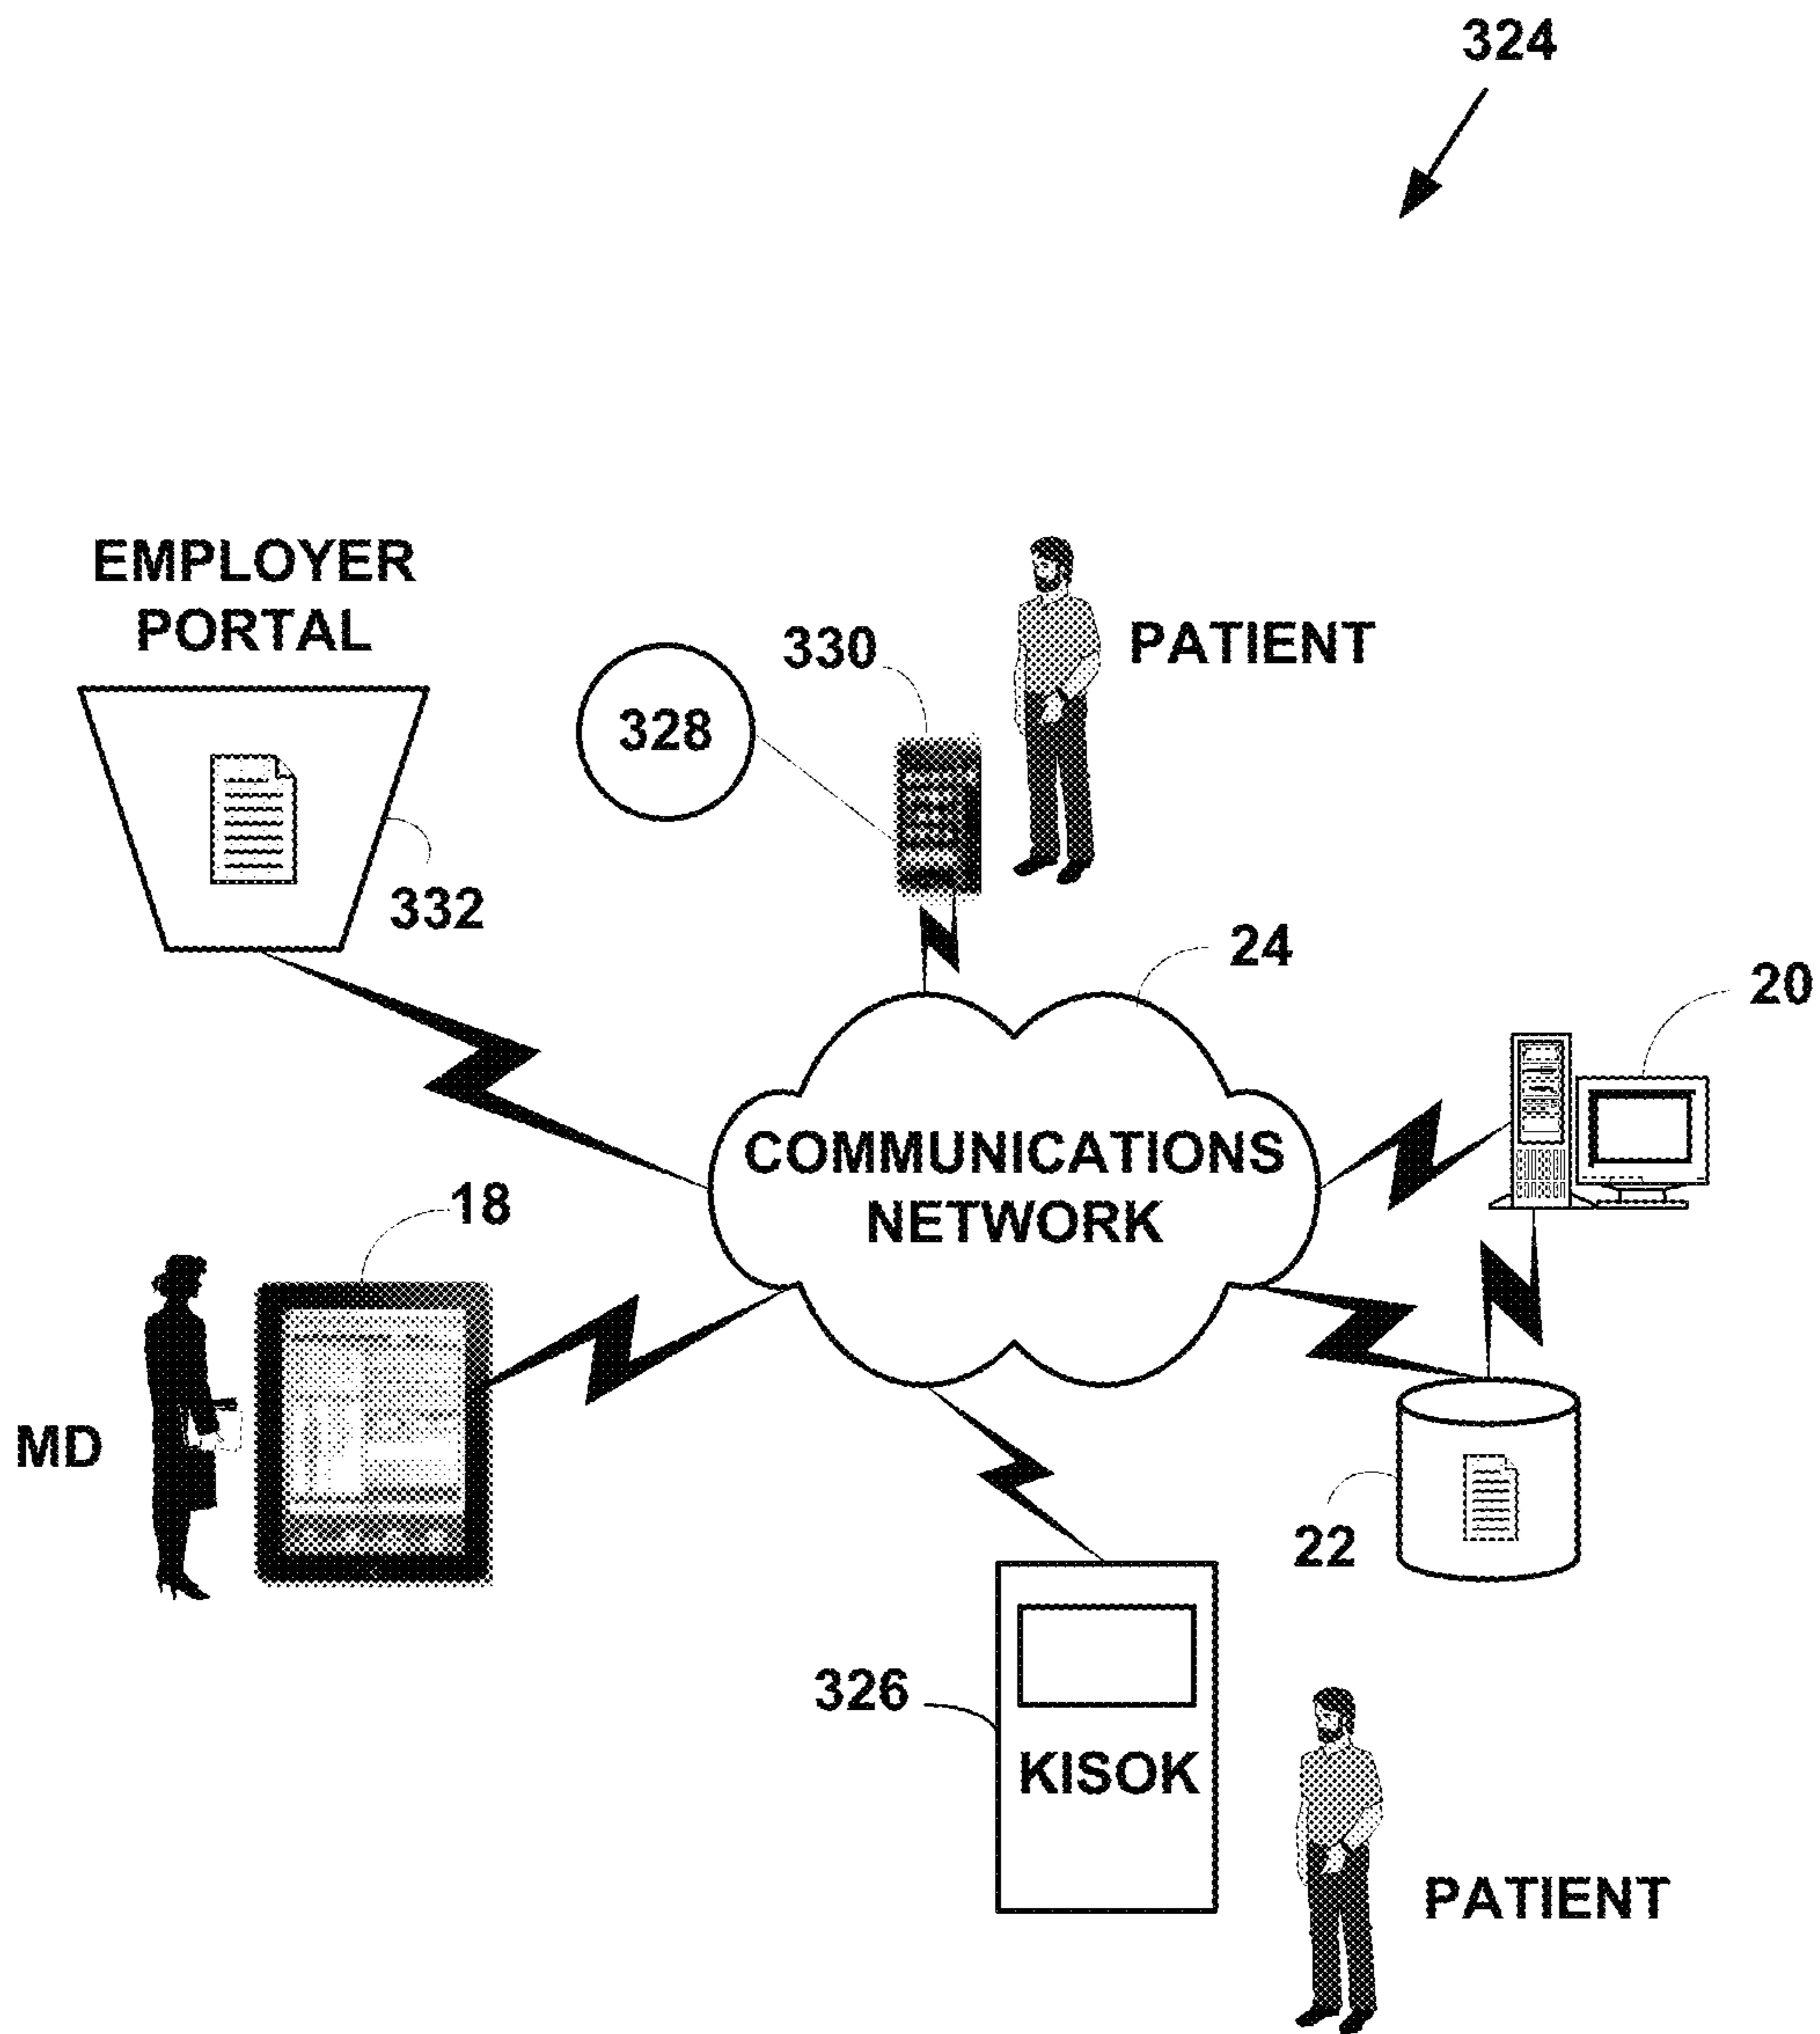 324
EMPLOYER
PORTAL
330
PATIENT
328
332
24
20
COMMUNICATIONS
NETWORK
18
MD
22
326
KISOK
PATIENT